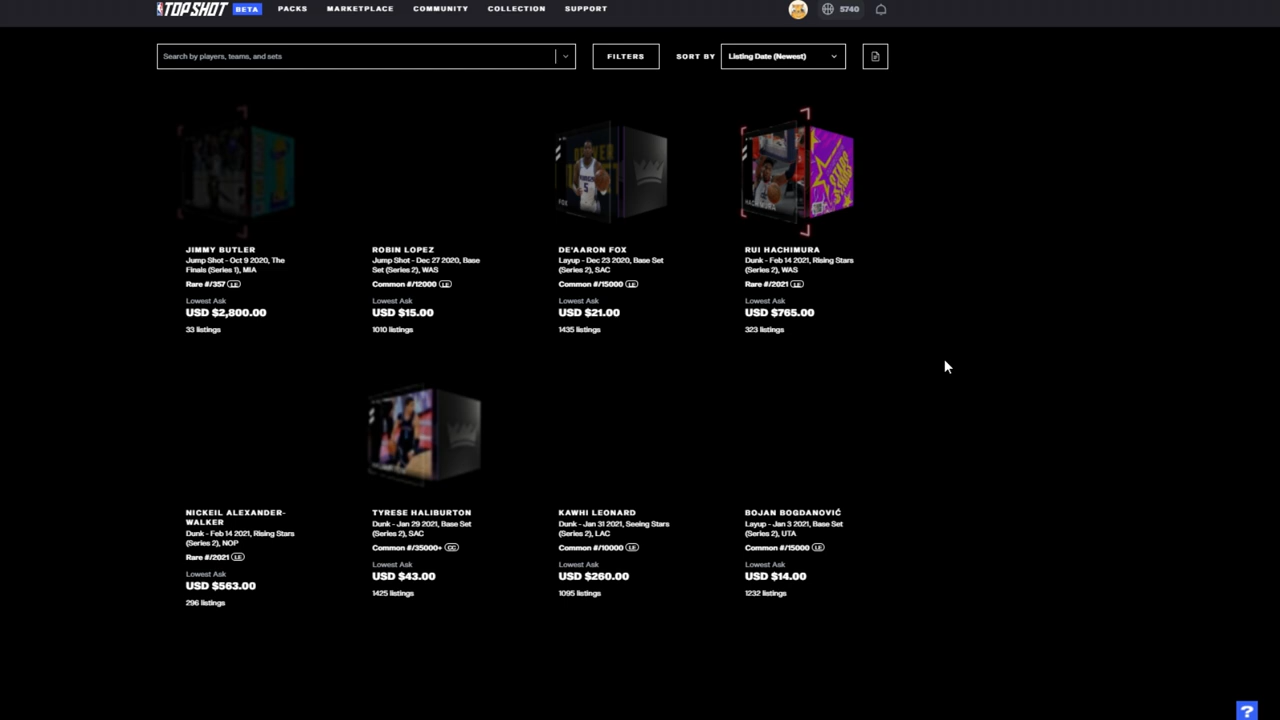 NBA TOP SHOT BETA PACKS MARKETPLACE COMMUNITY COLLECTION SUPPORT 5740
Search by players, teams, and sets FILTERS SORT BY Listing Date (Newest)
FOX
HACHIMURA
STARS
JIMMY BUTLER
Jump Shot - Oct 9 2020, The
Finals (Series 1), MIA
Rare #/357 LE
Lowest Ask
USD $2,800.00
33 listings
ROBIN LOPEZ
Jump Shot - Dec 27 2020, Base
Set (Series 2), WAS
Common #/12000 LE
Lowest Ask
USD $15.00
1010 listings
DE'AARON FOX
Layup - Dec 23 2020, Base Set
(Series 2), SAC
Common #/15000 LE
Lowest Ask
USD $21.00
1435 listings
RUI HACHIMURA
Dunk - Feb 14 2021, Rising Stars
(Series 2), WAS
Rare #/2021 LE
Lowest Ask
USD $765.00
323 listings
NICKEIL ALEXANDER-
WALKER
Dunk - Feb 14 2021, Rising Stars
(Series 2), NOP
Rare #/2021 LE
Lowest Ask
USD $563.00
296 listings
TYRESE HALIBURTON
Dunk - Jan 29 2021, Base Set
(Series 2), SAC
Common #/35000+ CC
Lowest Ask
USD $43.00
1425 listings
KAWHI LEONARD
Dunk - Jan 31 2021, Seeing Stars
(Series 2), LAC
Common #/10000 LE
Lowest Ask
USD $260.00
1095 listings
BOJAN BOGDANOVIĆ
Layup - Jan 3 2021, Base Set
(Series 2), UTA
Common #/15000 LE
Lowest Ask
USD $14.00
1232 listings
?